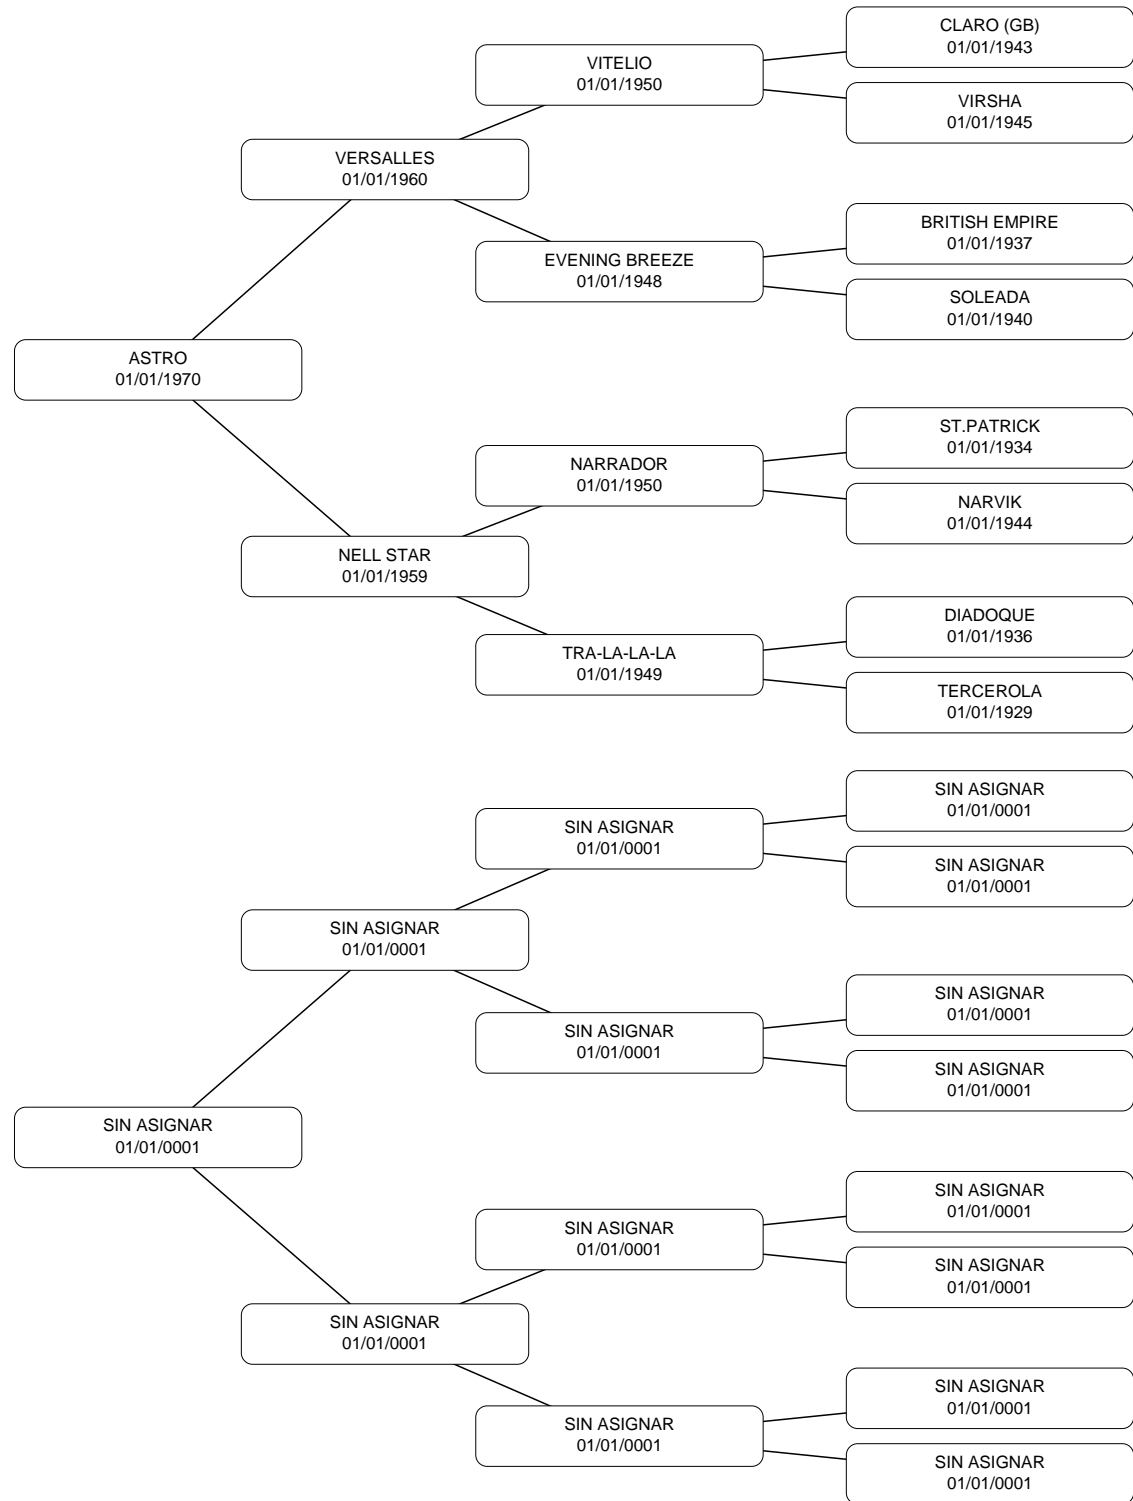 CLARO (GB)
01/01/1943
VITELIO
01/01/1950
VIRSHA
01/01/1945
VERSALLES
01/01/1960
BRITISH EMPIRE
01/01/1937
EVENING BREEZE
01/01/1948
SOLEADA
01/01/1940
ASTRO
01/01/1970
ST.PATRICK
01/01/1934
NARRADOR
01/01/1950
NARVIK
01/01/1944
NELL STAR
01/01/1959
DIADOQUE
01/01/1936
TRA-LA-LA-LA
01/01/1949
TERCEROLA
01/01/1929
SIN ASIGNAR
01/01/0001
SIN ASIGNAR
01/01/0001
SIN ASIGNAR
01/01/0001
SIN ASIGNAR
01/01/0001
SIN ASIGNAR
01/01/0001
SIN ASIGNAR
01/01/0001
SIN ASIGNAR
01/01/0001
SIN ASIGNAR
01/01/0001
SIN ASIGNAR
01/01/0001
SIN ASIGNAR
01/01/0001
SIN ASIGNAR
01/01/0001
SIN ASIGNAR
01/01/0001
SIN ASIGNAR
01/01/0001
SIN ASIGNAR
01/01/0001
SIN ASIGNAR
01/01/0001